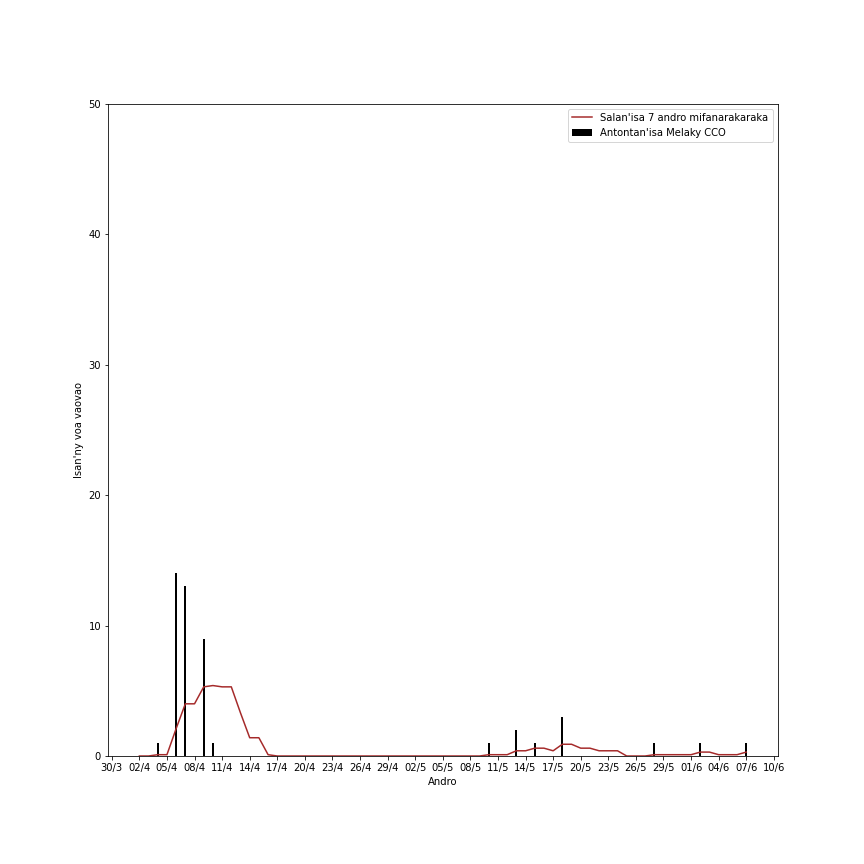 50
40
30
20
10
0
Isan'ny voa vaovao
Salan'isa 7 andro mifanarakaraka
Antontan'isa Melaky CCO
30/3 02/4 05/4 08/4 11/4 14/4 17/4 20/4 23/4 26/4 29/4 02/5 05/5 08/5 11/5 14/5 17/5 20/5 23/5 26/5 29/5 01/6 04/6 07/6 10/6
Andro